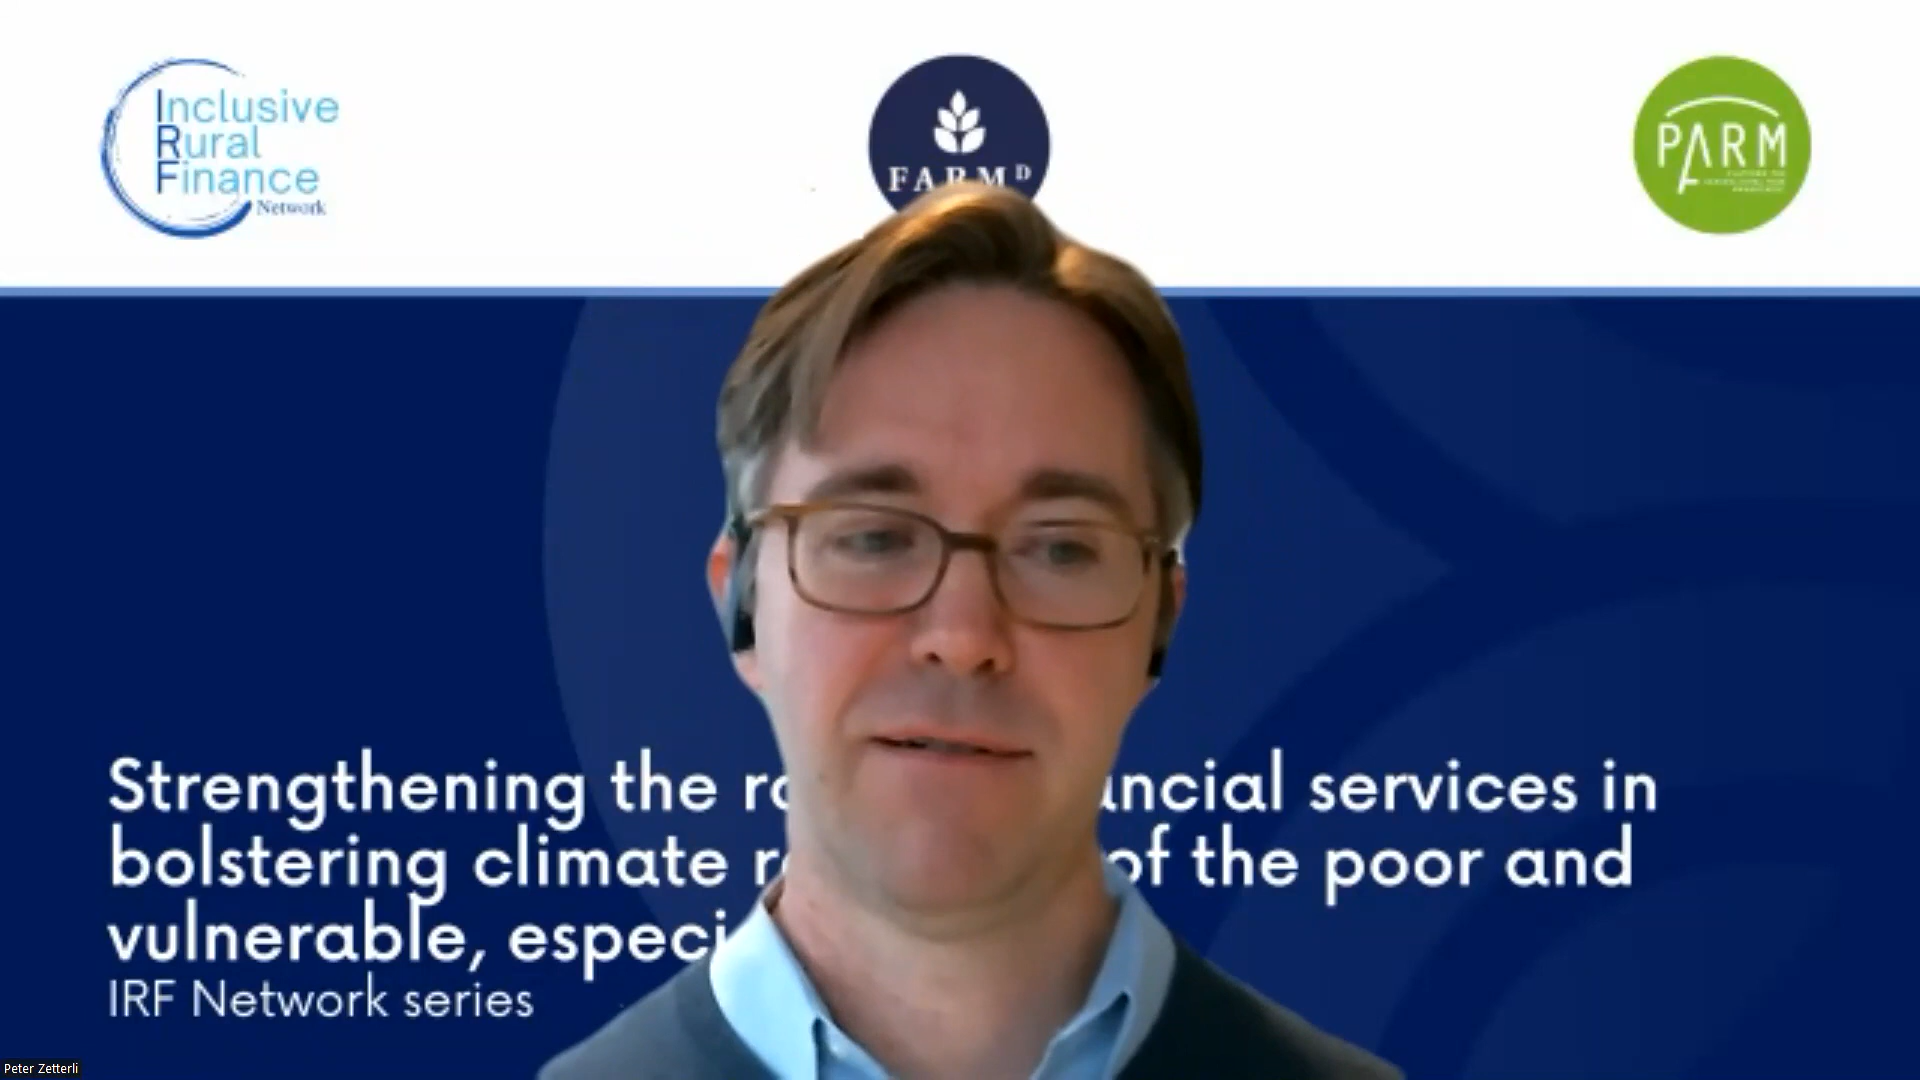 Inclusive
Rural
Finance
Network
FARM D
PARM
Strengthening the ancial services in
bolstering climate of the poor and
vulnerable, especi
IRF Network series
Peter Zetterli